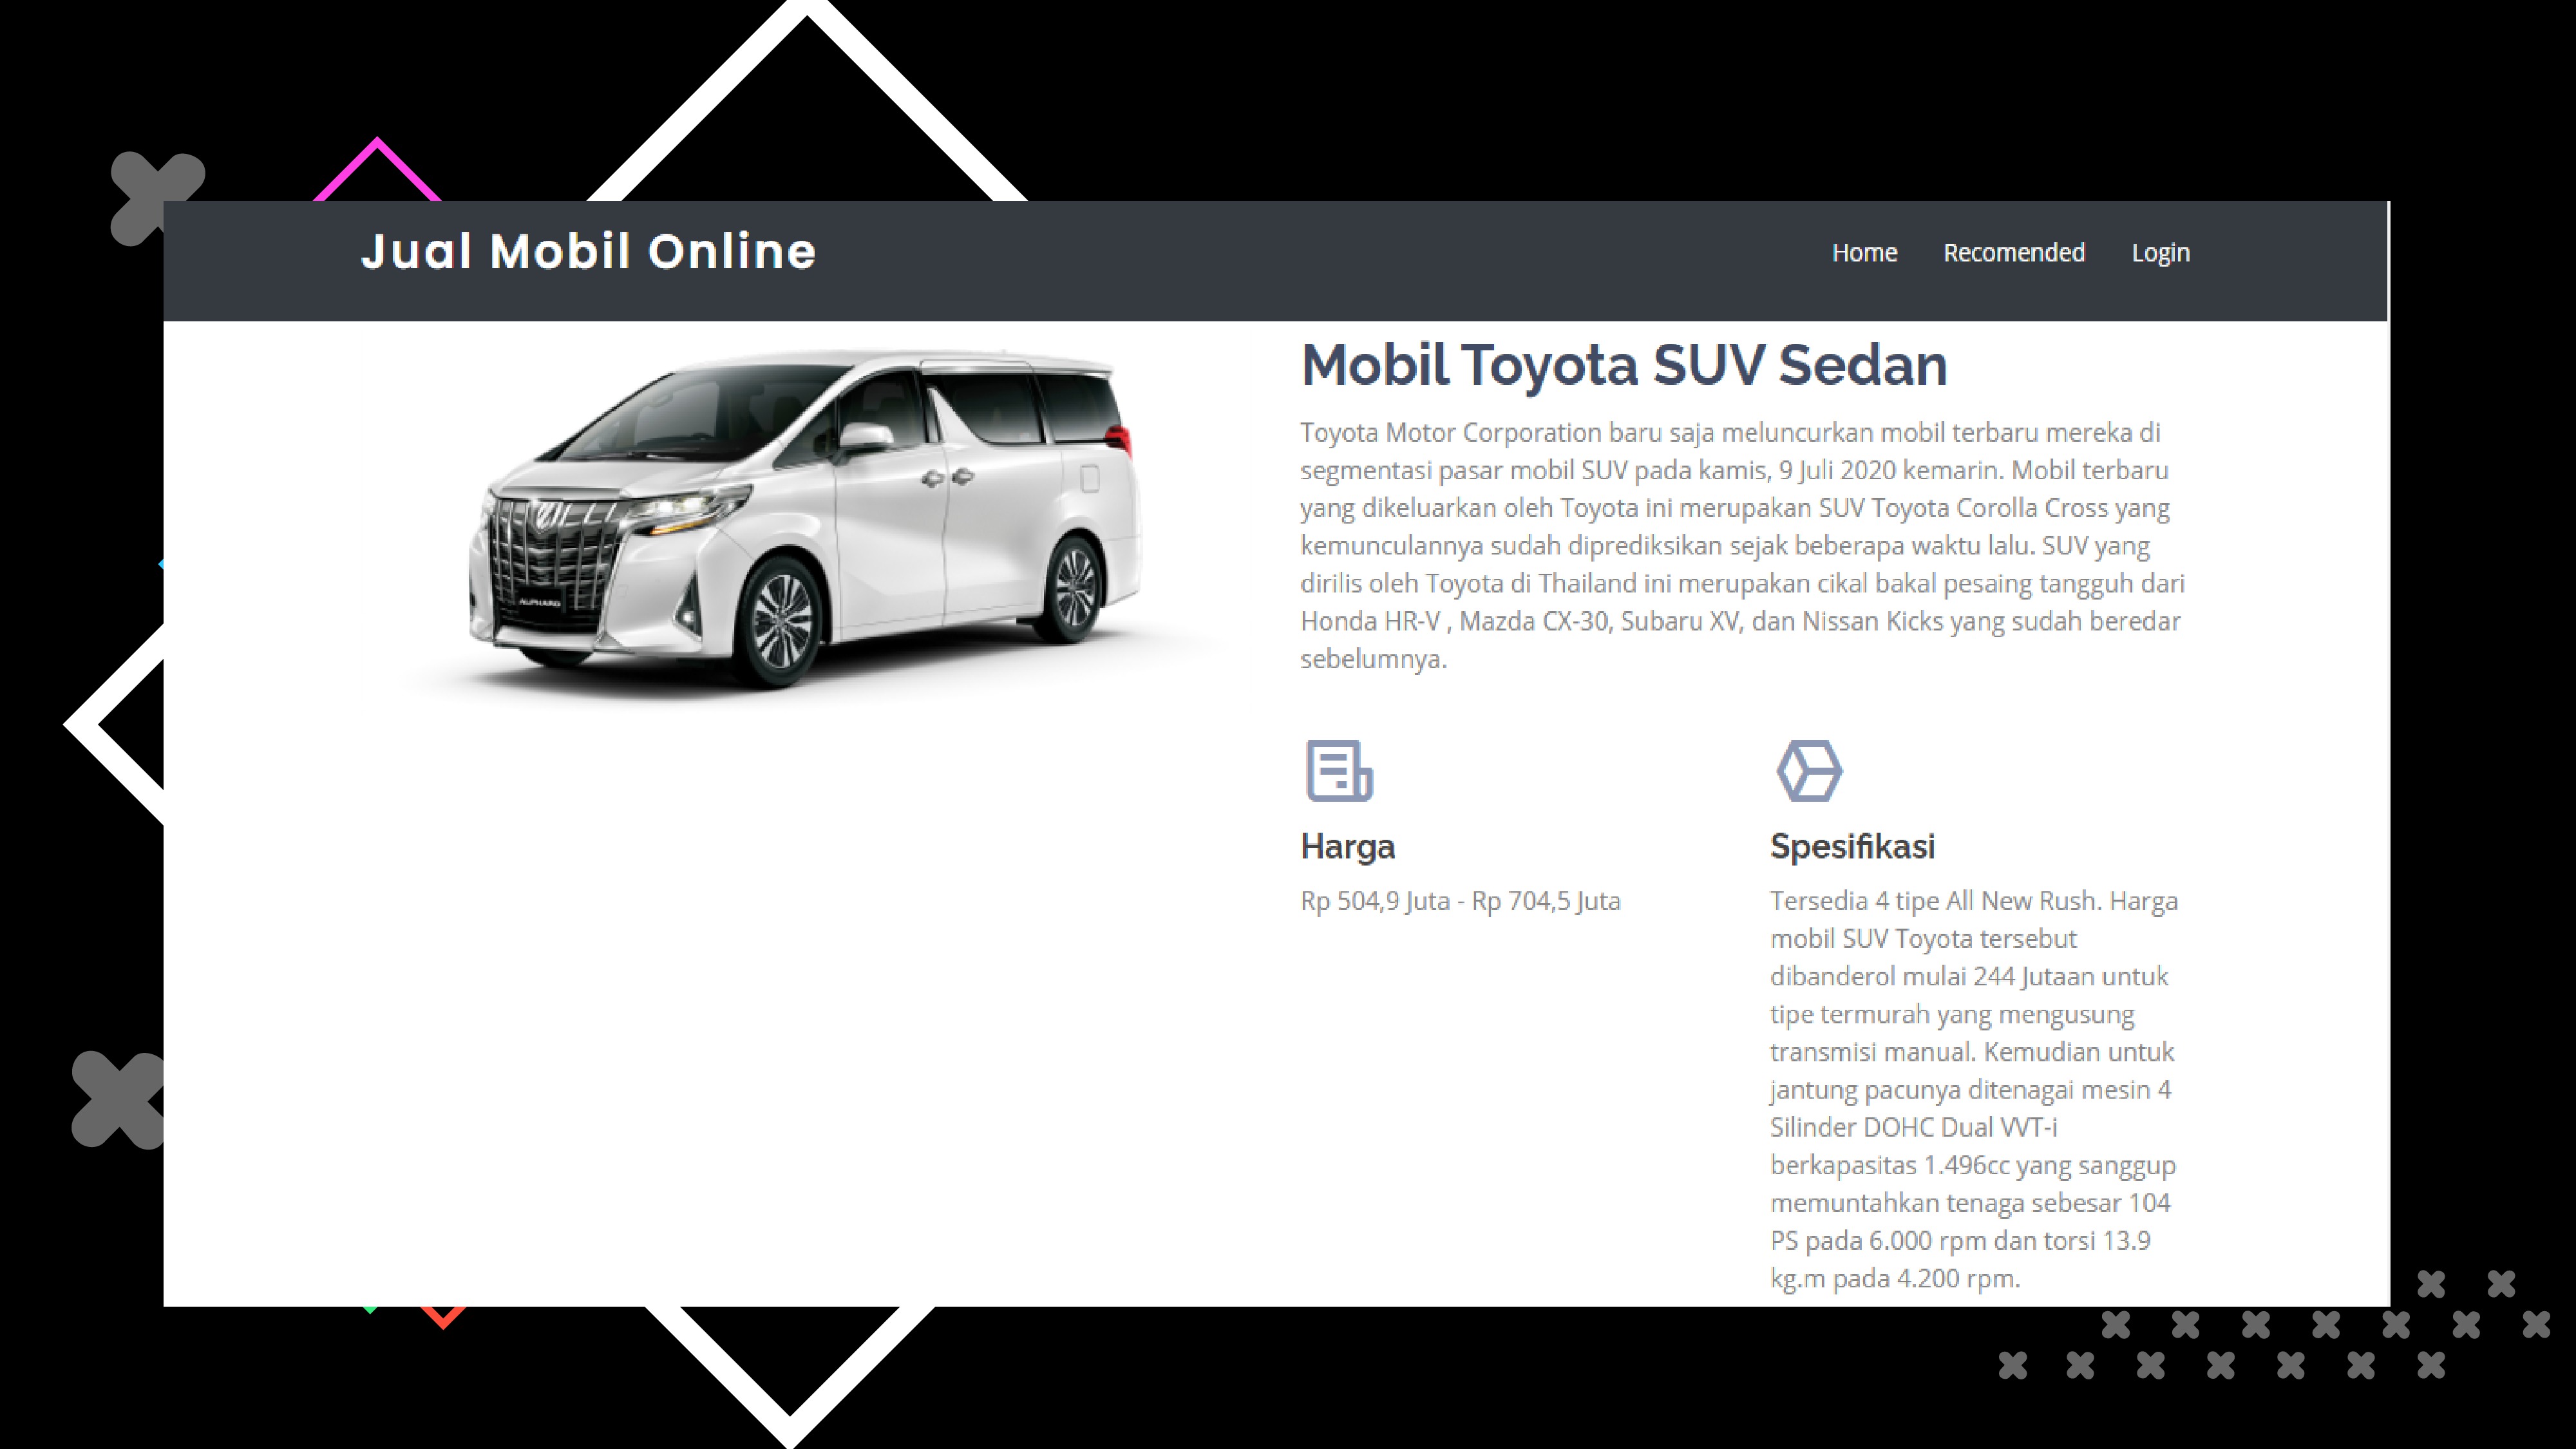 Jual Mobil Online
Home Recomended Login
ALPHARD
Mobil Toyota SUV Sedan
Toyota Motor Corporation baru saja meluncurkan mobil terbaru mereka di
segmentasi pasar mobil SUV pada kamis, 9 Juli 2020 kemarin. Mobil terbaru
yang dikeluarkan oleh Toyota ini merupakan SUV Toyota Corolla Cross yang
kemunculannya sudah diprediksikan sejak beberapa waktu lalu. SUV yang
dirilis oleh Toyota di Thailand ini merupakan cikal bakal pesaing tangguh dari
Honda HR-V , Mazda CX-30, Subaru XV, dan Nissan Kicks yang sudah beredar
sebelumnya.
Harga
Rp 504,9 Juta - Rp 704,5 Juta
Spesifikasi
Tersedia 4 tipe All New Rush. Harga
mobil SUV Toyota tersebut
dibanderol mulai 244 Jutaan untuk
tipe termurah yang mengusung
transmisi manual. Kemudian untuk
jantung pacunya ditenagai mesin 4
Silinder DOHC Dual VVT-i
berkapasitas 1.496cc yang sanggup
memuntahkan tenaga sebesar 104
PS pada 6.000 rpm dan torsi 13.9
kg.m pada 4.200 rpm.